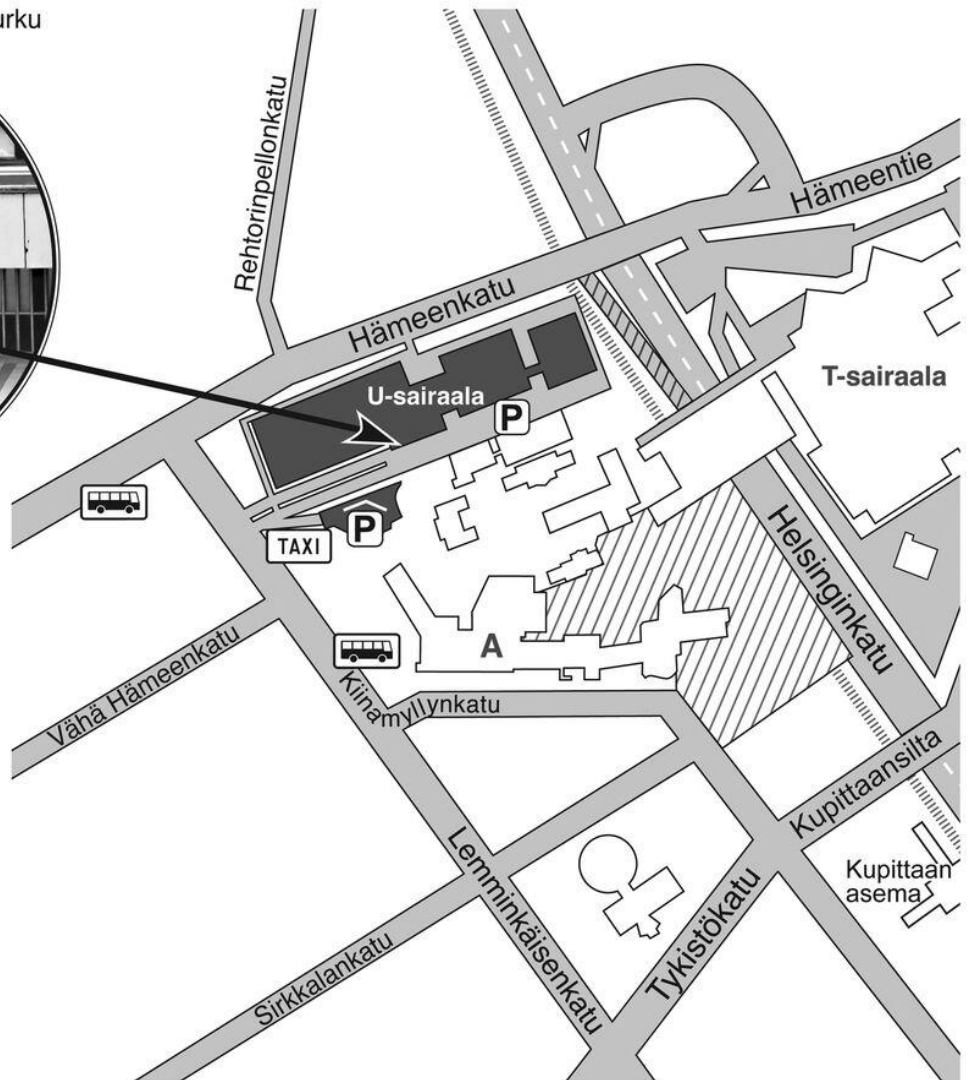 urku
Rehtorinpellonkatu
Hämeentie
Hämeenkatu
T-sairaala
U-sairaala
P
P
TAXI
Helsinginkatu
A
Vähä Hämeenkatu
Kiinamyllynkatu
Kupittaansilta
Lemminkäisenkatu
Kupittaan
asema
Tykistökatu
Sirkkalankatu